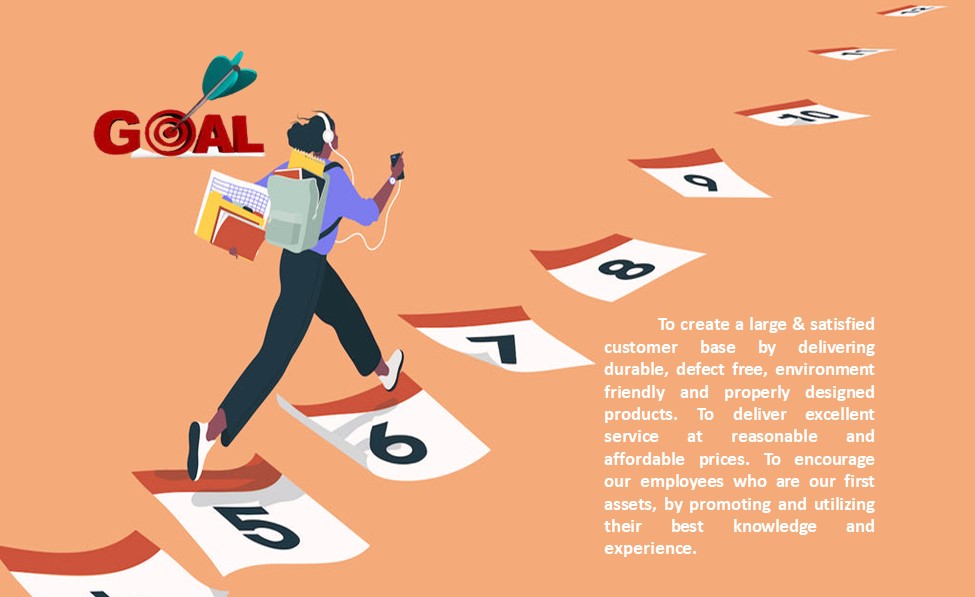 12
11
10
GOAL
9
8
To create a large & satisfied
customer base by delivering
durable, defect free, environment
friendly and properly designed
products. To deliver excellent
service at reasonable and
affordable prices. To encourage
our employees who are our first
assets, by promoting and utilizing
their best knowledge and
experience.
7
6
5